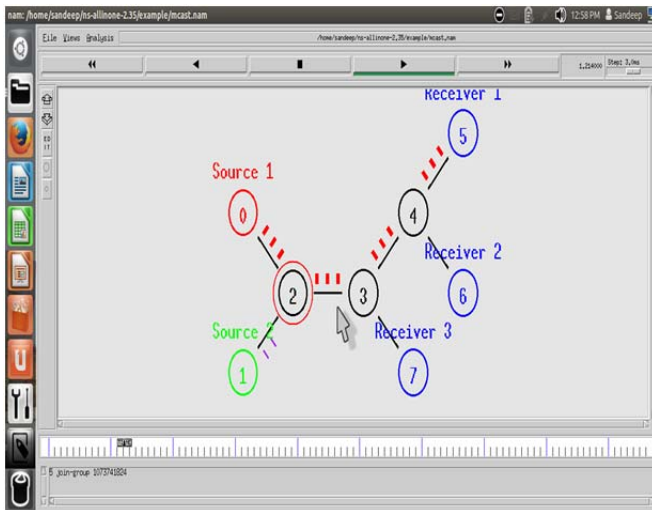 nam: /home/sandeep/ns-allinone-2.35/example/mcast.nam
12:58 PM Sandeep
File Views Analysis
/home/sandeep/ns-allinone-2.35/example/mcast.nam
1.214000
Step: 3.0ms
Receiver 1
5
Source 1
0
4
Receiver 2
2
3
6
Source 2
Receiver 3
1
7
5 join-group 1073741824